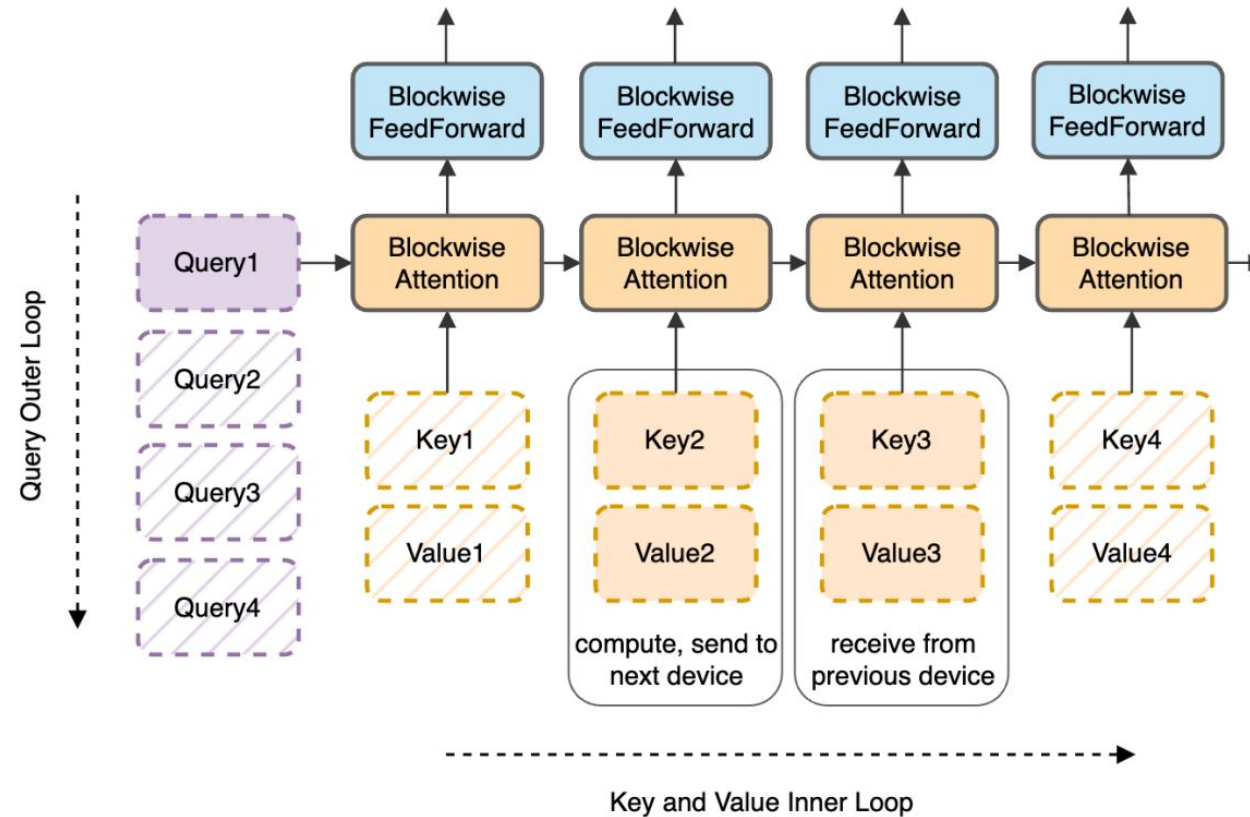 Blockwise
FeedForward
Blockwise
FeedForward
Blockwise
FeedForward
Blockwise
FeedForward
Query Outer Loop
Query1
Query2
Query3
Query4
Blockwise
Attention
Blockwise
Attention
Blockwise
Attention
Blockwise
Attention
Key1
Value1
Key2
Value2
compute, send to
next device
Key3
Value3
receive from
previous device
Key4
Value4
Key and Value Inner Loop